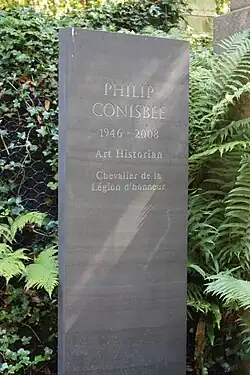 PHILIP
CONISBEE
1946 - 2008
Art Historian
Chevalier de la
Légion d'honneur